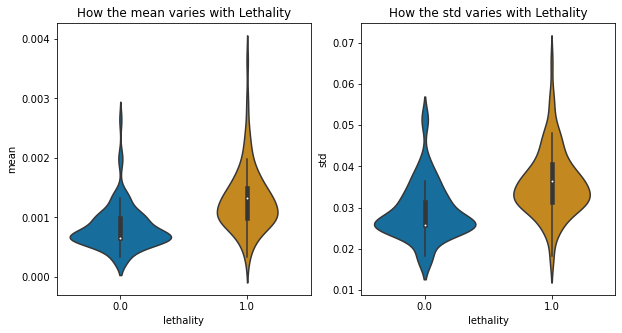 How the mean varies with Lethality
mean
0.004
0.003
0.002
0.001
0.000
0.0 1.0
lethality
How the std varies with Lethality
std
0.07
0.06
0.05
0.04
0.03
0.02
0.01
0.0 1.0
lethality